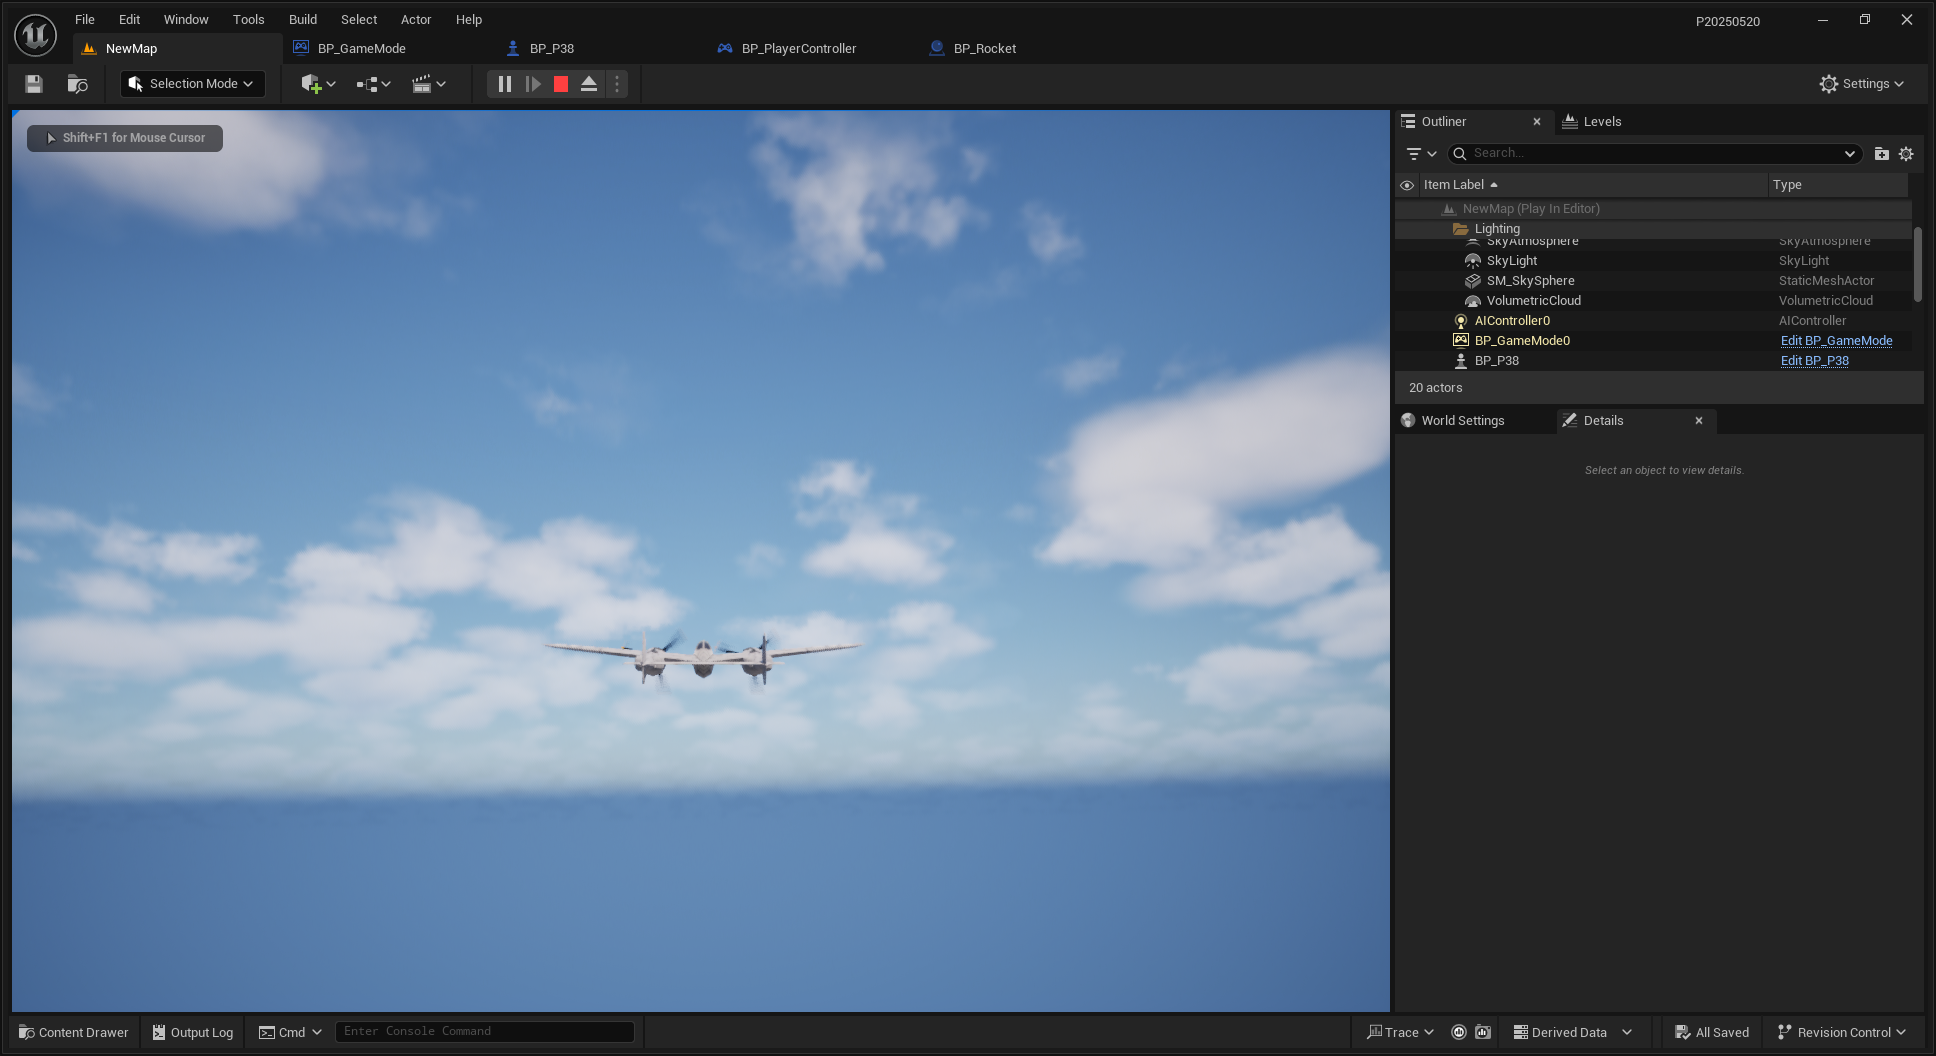 File Edit Window Tools Build Select Actor Help
P20250520
NewMap BP_GameMode BP_P38 BP_PlayerController BP_Rocket
Selection Mode
Settings
Shift+F1 for Mouse Cursor
Outliner Levels
Search...
Item Label Type
NewMap (Play In Editor)
Lighting
SkyAtmosphere SkyAtmosphere
SkyLight SkyLight
SM_SkySphere StaticMeshActor
VolumetricCloud VolumetricCloud
AIController0 AIController
BP_GameMode0 Edit BP_GameMode
BP_P38 Edit BP_P38
20 actors
World Settings Details
Select an object to view details.
Content Drawer Output Log Cmd Enter Console Command Trace Derived Data All Saved Revision Control